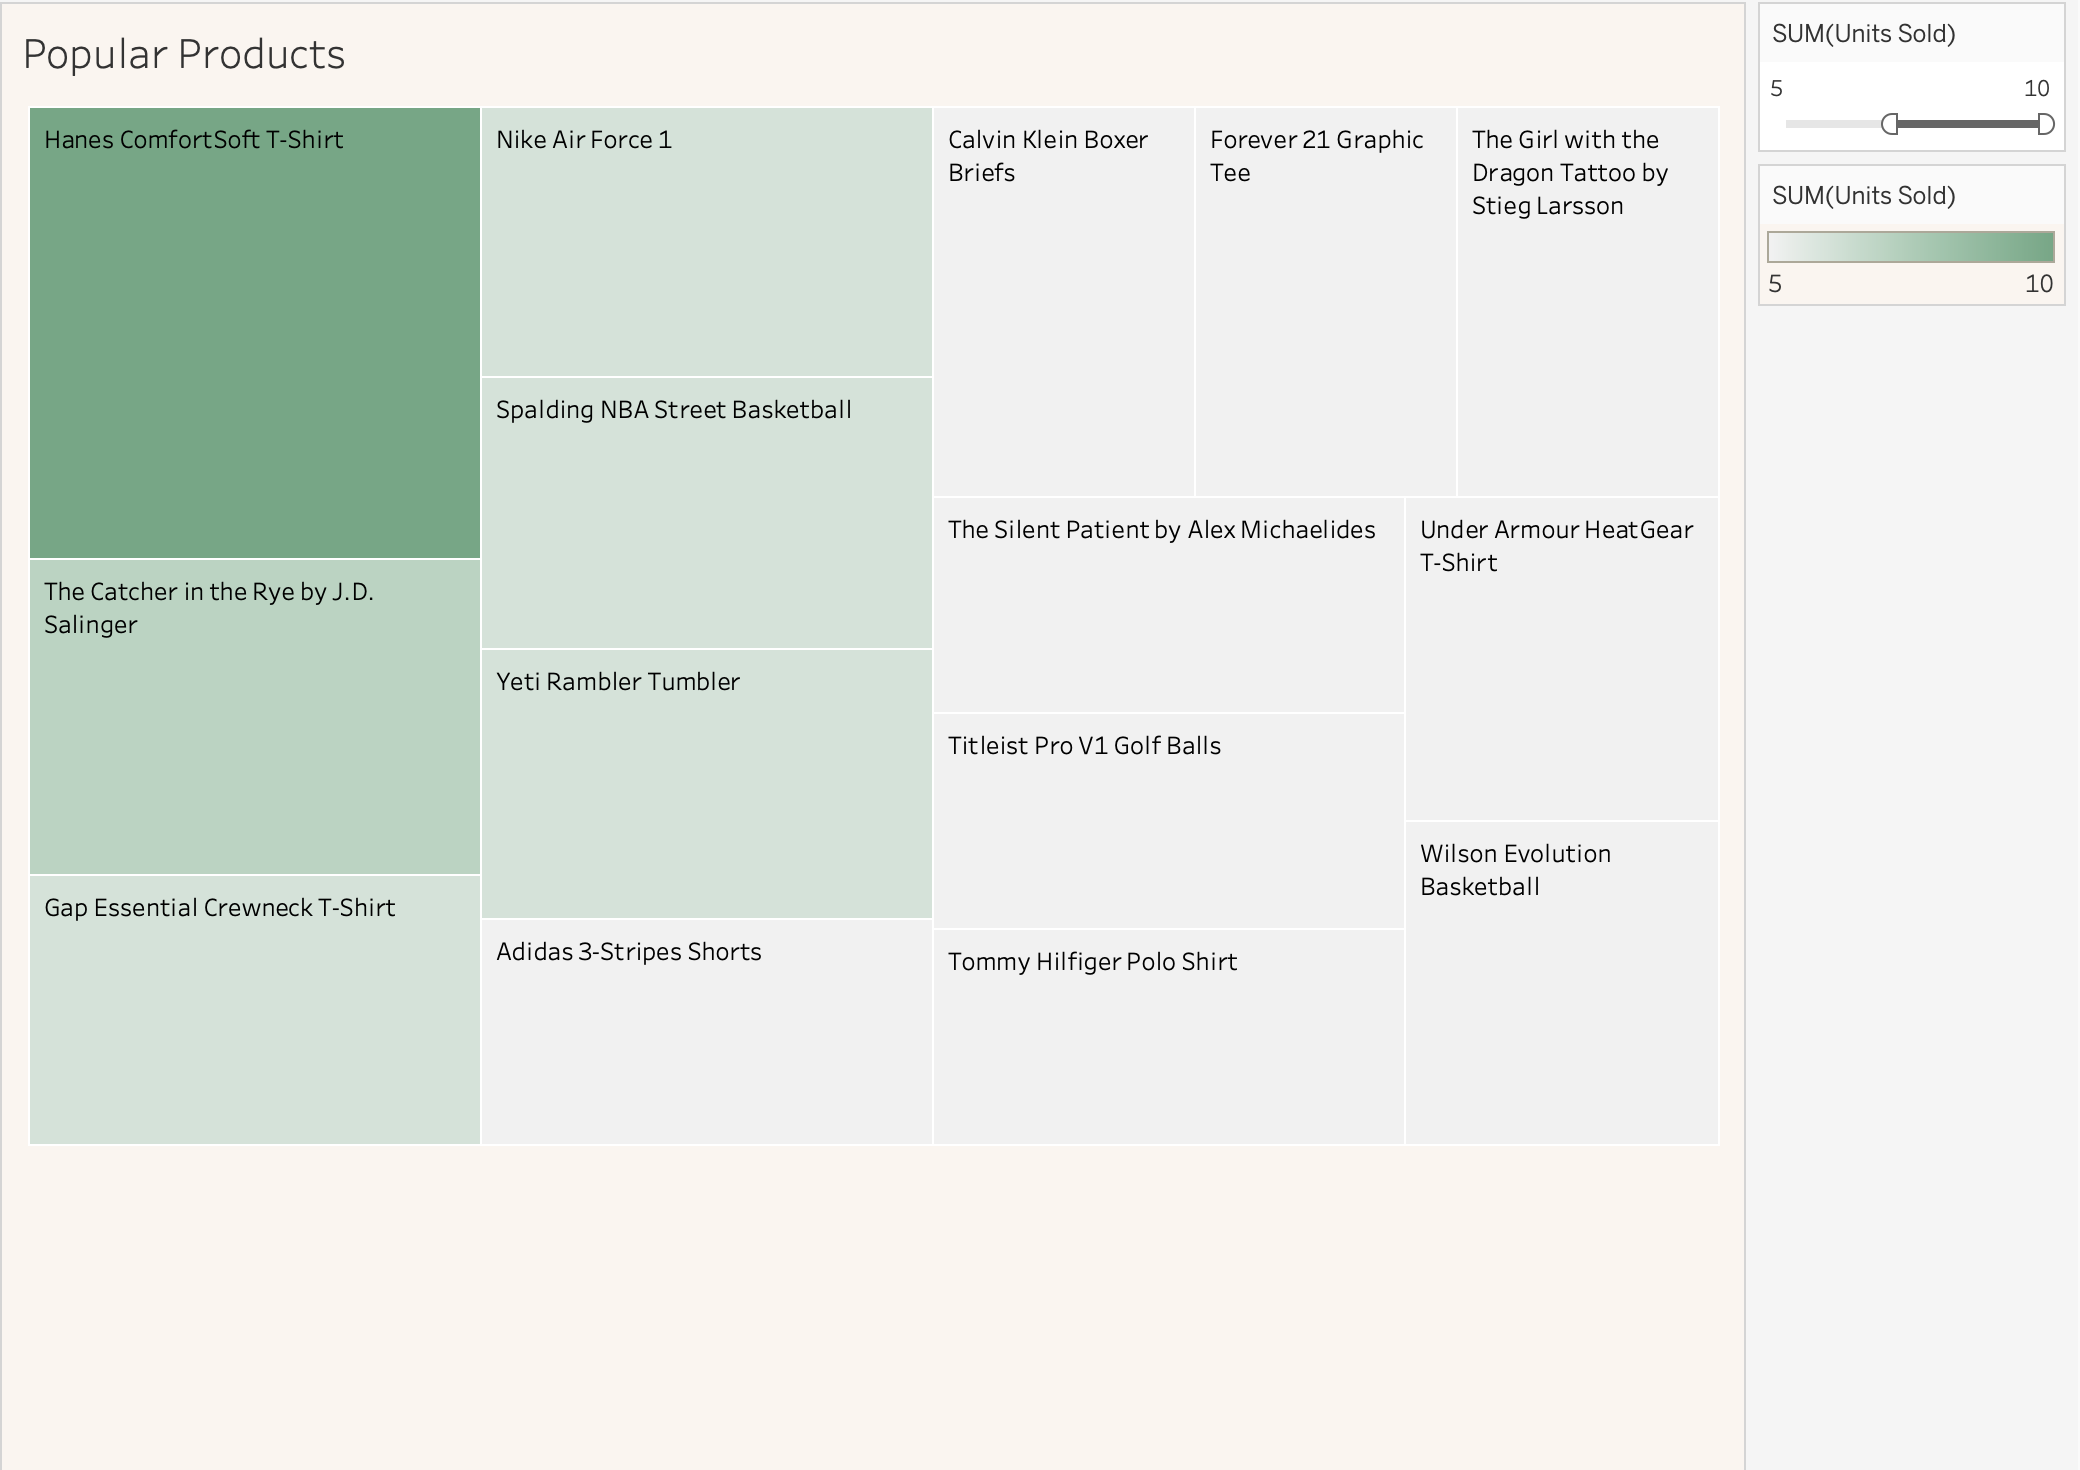 Popular Products
Hanes ComfortSoft T-Shirt
The Catcher in the Rye by J.D.
Salinger
Gap Essential Crewneck T-Shirt
Nike Air Force 1
Spalding NBA Street Basketball
Yeti Rambler Tumbler
Adidas 3-Stripes Shorts
Calvin Klein Boxer
Briefs
Forever 21 Graphic
Tee
The Girl with the
Dragon Tattoo by
Stieg Larsson
The Silent Patient by Alex Michaelides
Titleist Pro V1 Golf Balls
Tommy Hilfiger Polo Shirt
Under Armour HeatGear
T-Shirt
Wilson Evolution
Basketball
SUM(Units Sold)
5 10
SUM(Units Sold)
5 10